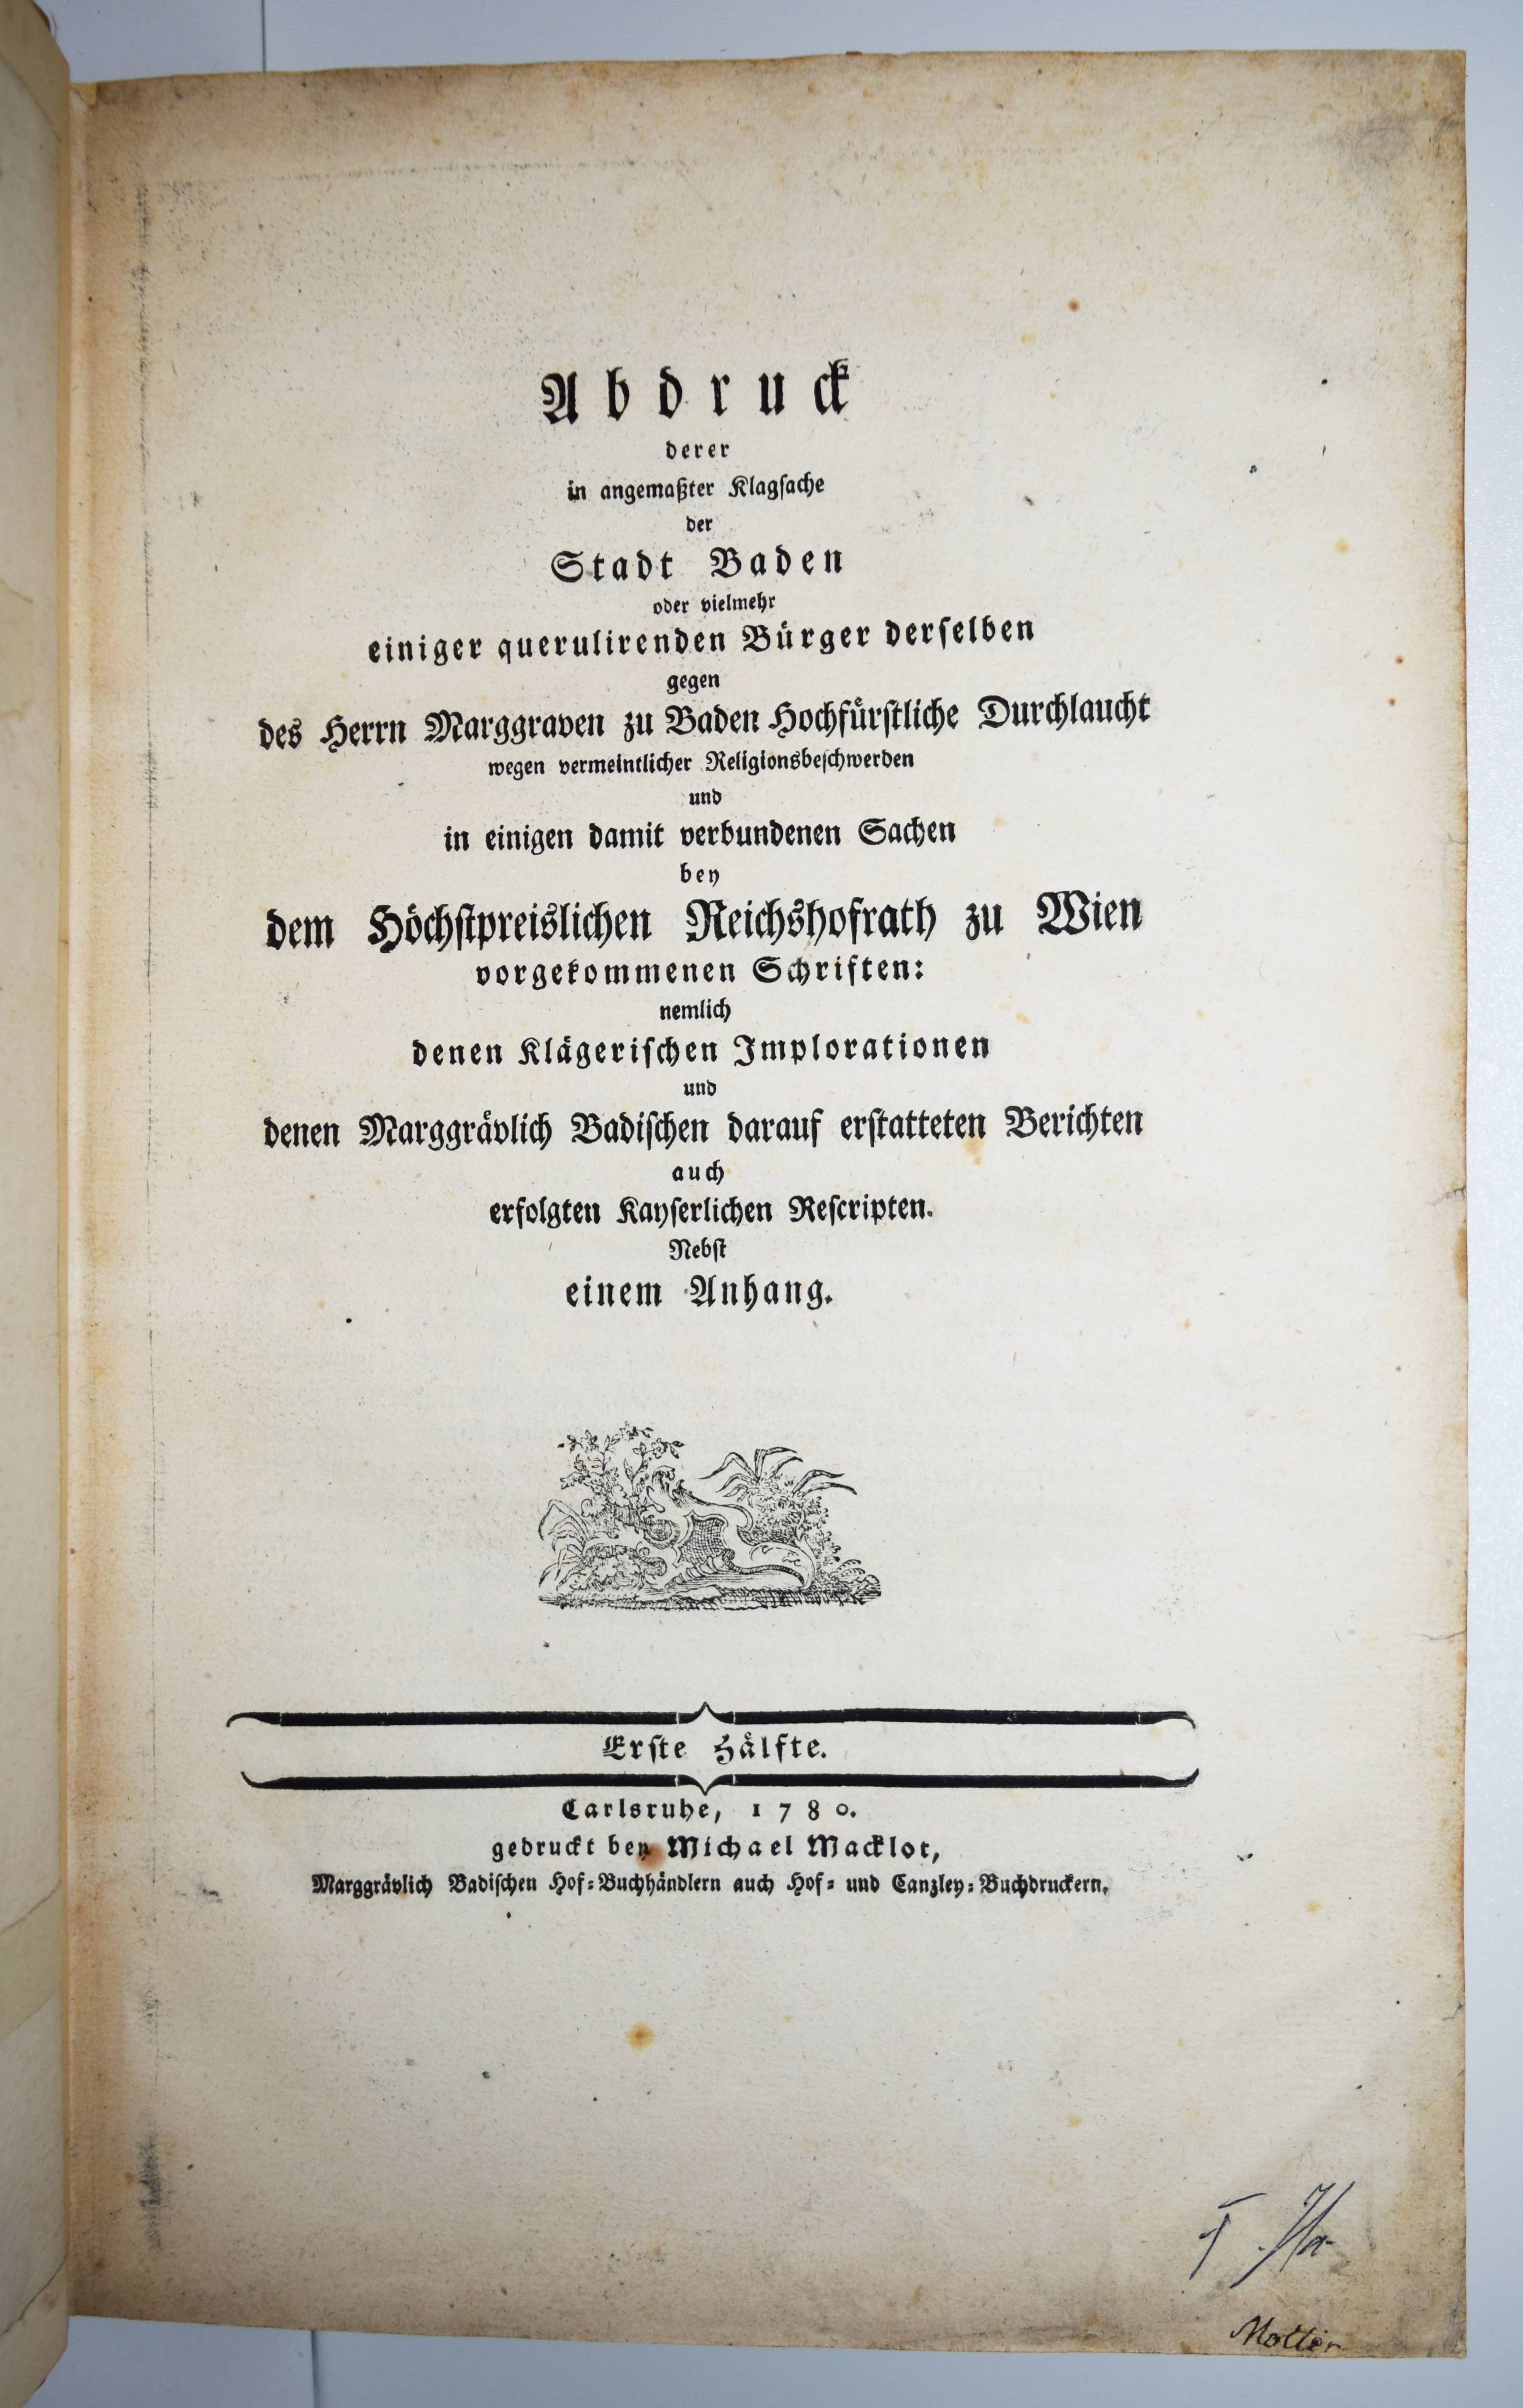 Abdruck
derer
in angemaßter Klagſache
der
Stadt Baden
oder vielmehr
einiger querulirenden Bürger derſelben
gegen
des Herrn Marggraven zu Baden Hochfürſtliche Durchlaucht
wegen vermeintlicher Religionsbeſchwerden
und
in einigen damit verbundenen Sachen
bey
dem Höchſtpreislichen Reichshofrath zu Wien
vorgekommenen Schriften:
nemlich
denen Klägeriſchen Implorationen
und
denen Marggrävlich Badiſchen darauf erſtatteten Berichten
auch
erfolgten Kayſerlichen Reſcripten.
Nebſt
einem Anhang.
Erſte Hälfte.
Carlsruhe, 1780.
gedruckt bey Michael Macklot,
Marggrävlich Badiſchen Hof-Buchhändlern auch Hof- und Canzley-Buchdruckern.